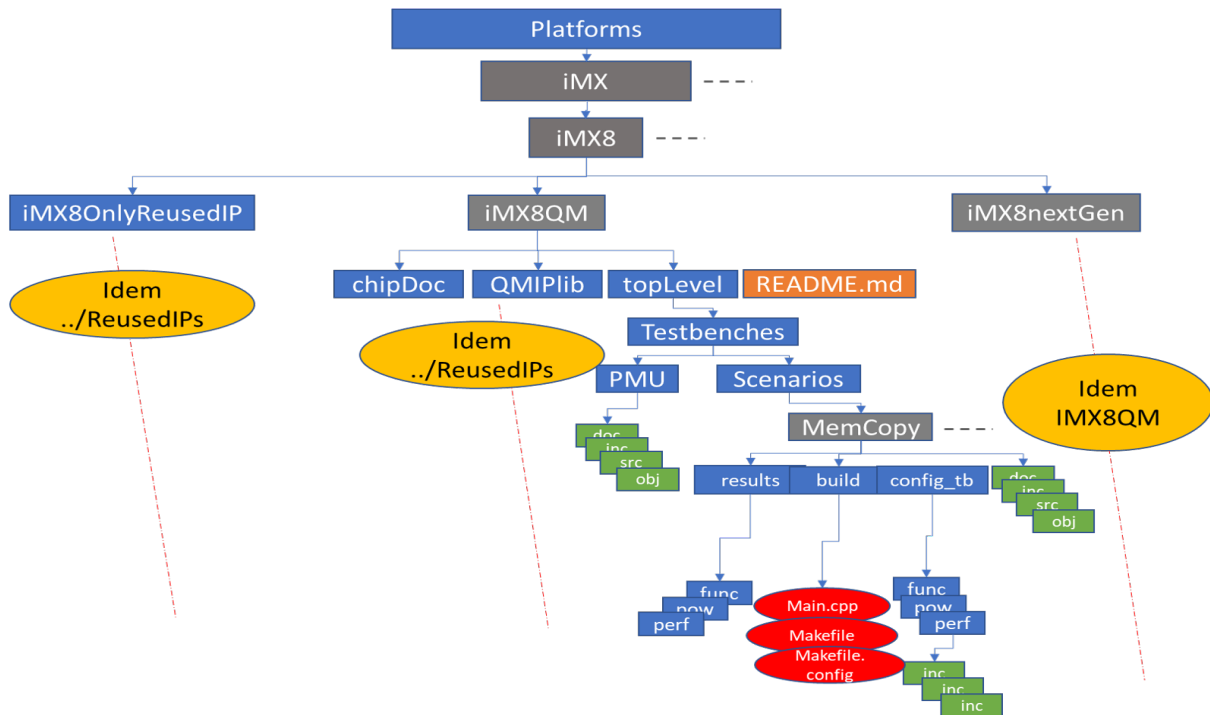 Platforms
iMX
iMX8
iMX8OnlyReusedIP
iMX8QM
iMX8nextGen
Idem
../ReusedIPs
chipDoc
QMIPlib
topLevel
README.md
Testbenches
Idem
../ReusedIPs
PMU
Scenarios
Idem
IMX8QM
MemCopy
doc
inc
src
obj
results
build
config_tb
doc
inc
src
obj
func
pow
perf
Main.cpp
Makefile
Makefile.
config
func
pow
perf
inc
inc
inc